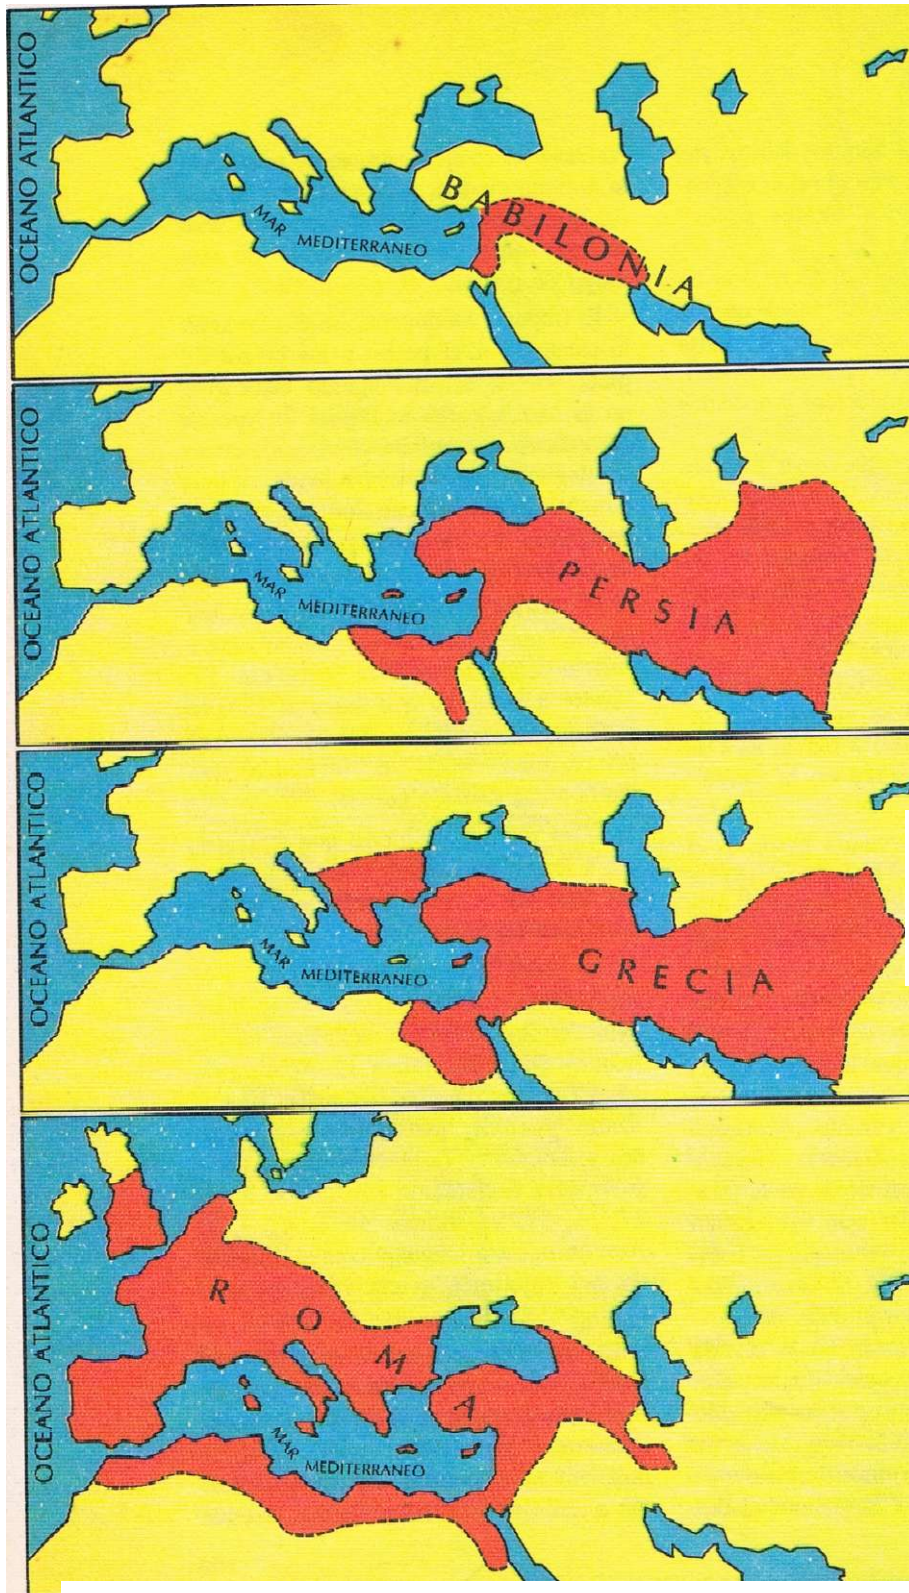 OCEANO ATLANTICO
MAR
MEDITERRANEO
BABILONIA
OCEANO ATLANTICO
MAR
MEDITERRANEO
PERSIA
OCEANO ATLANTICO
MAR
MEDITERRANEO
GRECIA
OCEANO ATLANTICO
MAR
MEDITERRANEO
ROMA